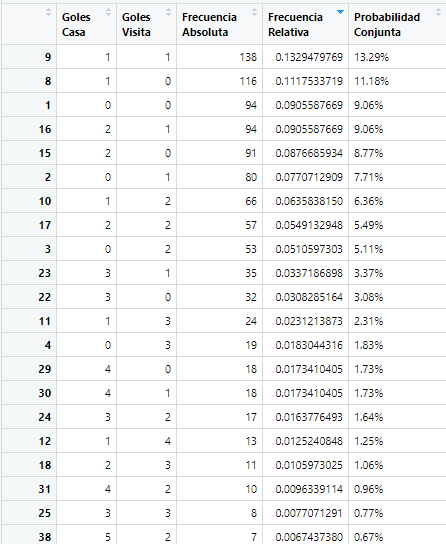 Goles Casa Goles Visita Frecuencia Absoluta Frecuencia Relativa Probabilidad Conjunta
9 1 1 138 0.1329479769 13.29%
8 1 0 116 0.1117533719 11.18%
1 0 0 94 0.0905587669 9.06%
16 2 1 94 0.0905587669 9.06%
15 2 0 91 0.0876685934 8.77%
2 0 1 80 0.0770712909 7.71%
10 1 2 66 0.0635838150 6.36%
17 2 2 57 0.0549132948 5.49%
3 0 2 53 0.0510597303 5.11%
23 3 1 35 0.0337186898 3.37%
22 3 0 32 0.0308285164 3.08%
11 1 3 24 0.0231213873 2.31%
4 0 3 19 0.0183044316 1.83%
29 4 0 18 0.0173410405 1.73%
30 4 1 18 0.0173410405 1.73%
24 3 2 17 0.0163776493 1.64%
12 1 4 13 0.0125240848 1.25%
18 2 3 11 0.0105973025 1.06%
31 4 2 10 0.0096339114 0.96%
25 3 3 8 0.0077071291 0.77%
38 5 2 7 0.0067437380 0.67%